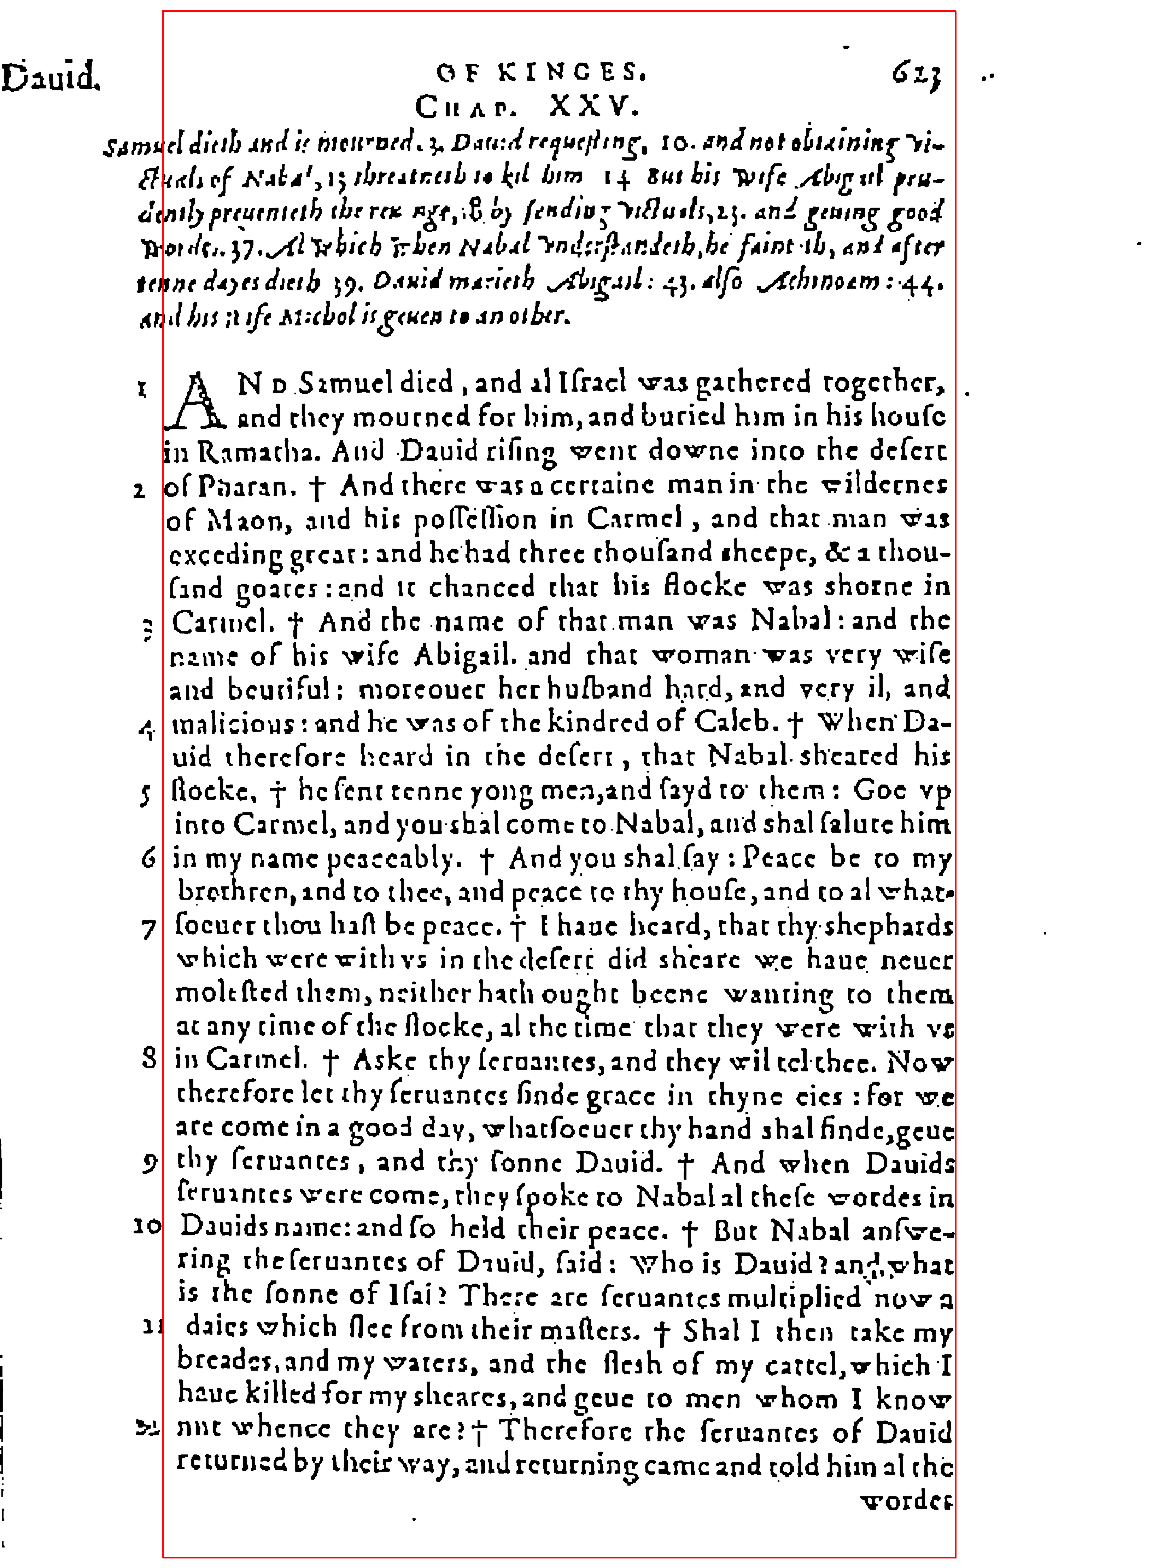 Dauid. OF KINGES. 623
CHAP. XXV.
Samuel dieth and is mourned. 3. Dauid requesting, 10. and not obtaining vi-
ctuals of Nabal, 13 threatneth to kil him 14 But his wife Abigail pru-
dently preuenteth the reuenge, & by sending victuals, 23. and geuing good
wordes. 37. Al which when Nabal vnderstandeth, he fainteth, and after
tenne dayes dieth 39. Dauid marieth Abigail: 43. also Achinoam: 44.
and his wife Michol is geuen to an other.
1 AND Samuel died, and al Israel was gathered together,
and they mourned for him, and buried him in his house
in Ramatha. And Dauid rising went downe into the desert
2 of Pharan. † And there was a certaine man in the wildernes
of Maon, and his possession in Carmel, and that man was
exceding great: and he had three thousand sheepe, & a thou-
sand goates: and it chanced that his flocke was shorne in
3 Carmel. † And the name of that man was Nabal: and the
name of his wife Abigail. and that woman was very wise
and beutiful: moreouer her husband hard, and very il, and
4 malicious: and he was of the kindred of Caleb. † When Da-
uid therefore heard in the desert, that Nabal sheared his
5 flocke, † he sent tenne yong men, and sayd to them: Goe vp
into Carmel, and you shal come to Nabal, and shal salute him
6 in my name peaceably. † And you shal say: Peace be to my
brethren, and to thee, and peace to thy house, and to al what-
7 soeuer thou hast be peace. † I haue heard, that thy shephards
which were with vs in the desert did sheare we haue neuer
molested them, neither hath ought beene wanting to them
at any time of the flocke, al the time that they were with vs
8 in Carmel. † Aske thy seruantes, and they wil tel thee. Now
therefore let thy seruantes finde grace in thyne eies: for we
are come in a good day, whatsoeuer thy hand shal finde, geue
9 thy seruantes, and thy sonne Dauid. † And when Dauids
seruantes were come, they spoke to Nabal al these wordes in
10 Dauids name: and so held their peace. † But Nabal answe-
ring the seruantes of Dauid, said: Who is Dauid? and what
is the sonne of Isai? There are seruantes multiplied now a
11 daies which flee from their masters. † Shal I then take my
breades, and my waters, and the flesh of my cattel, which I
haue killed for my sheares, and geue to men whom I know
not whence they are? † Therefore the seruantes of Dauid
returned by their way, and returning came and told him al the
wordes